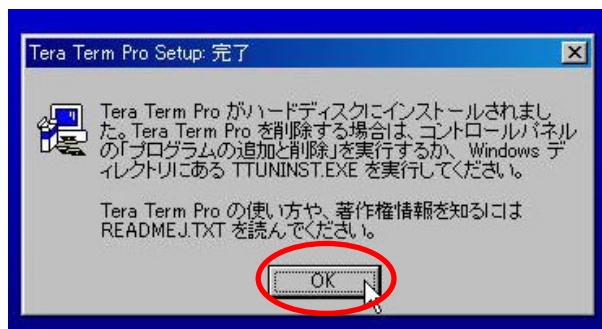 Tera Term Pro Setup: 完了
Tera Term Pro がハードディスクにインストールされまし
た。Tera Term Pro を削除する場合は、コントロールパネル
の「プログラムの追加と削除」を実行するか、 Windows デ
ィレクトリにある TTUNINST.EXE を実行してください。
Tera Term Pro の使い方や、著作権情報を知るには
READMEJ.TXT を読んでください。
OK